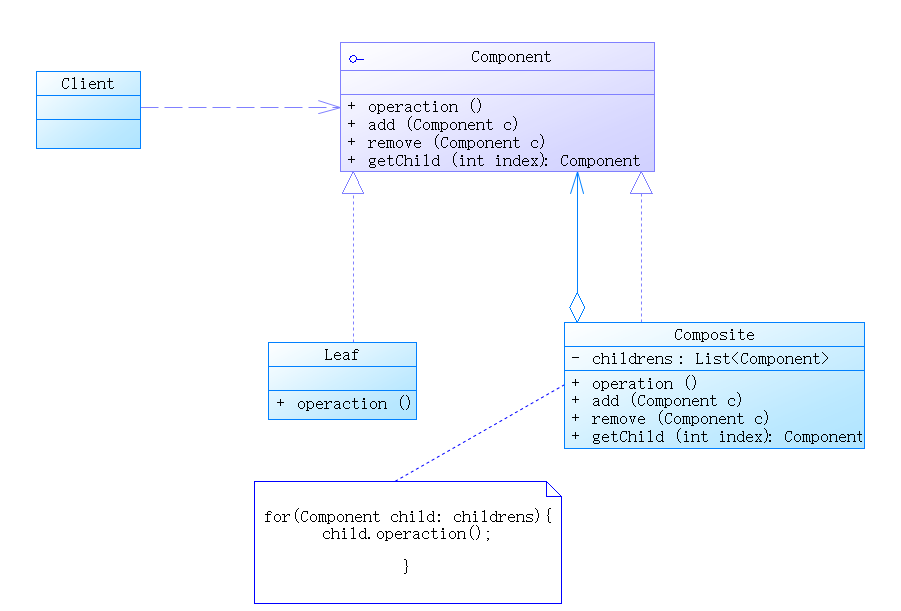 Client
Component
+ operaction ()
+ add (Component c)
+ remove (Component c)
+ getChild (int index): Component
Leaf
+ operaction ()
Composite
- childrens : List<Component>
+ operation ()
+ add (Component c)
+ remove (Component c)
+ getChild (int index): Component
for(Component child: childrens){
child.operaction();
}